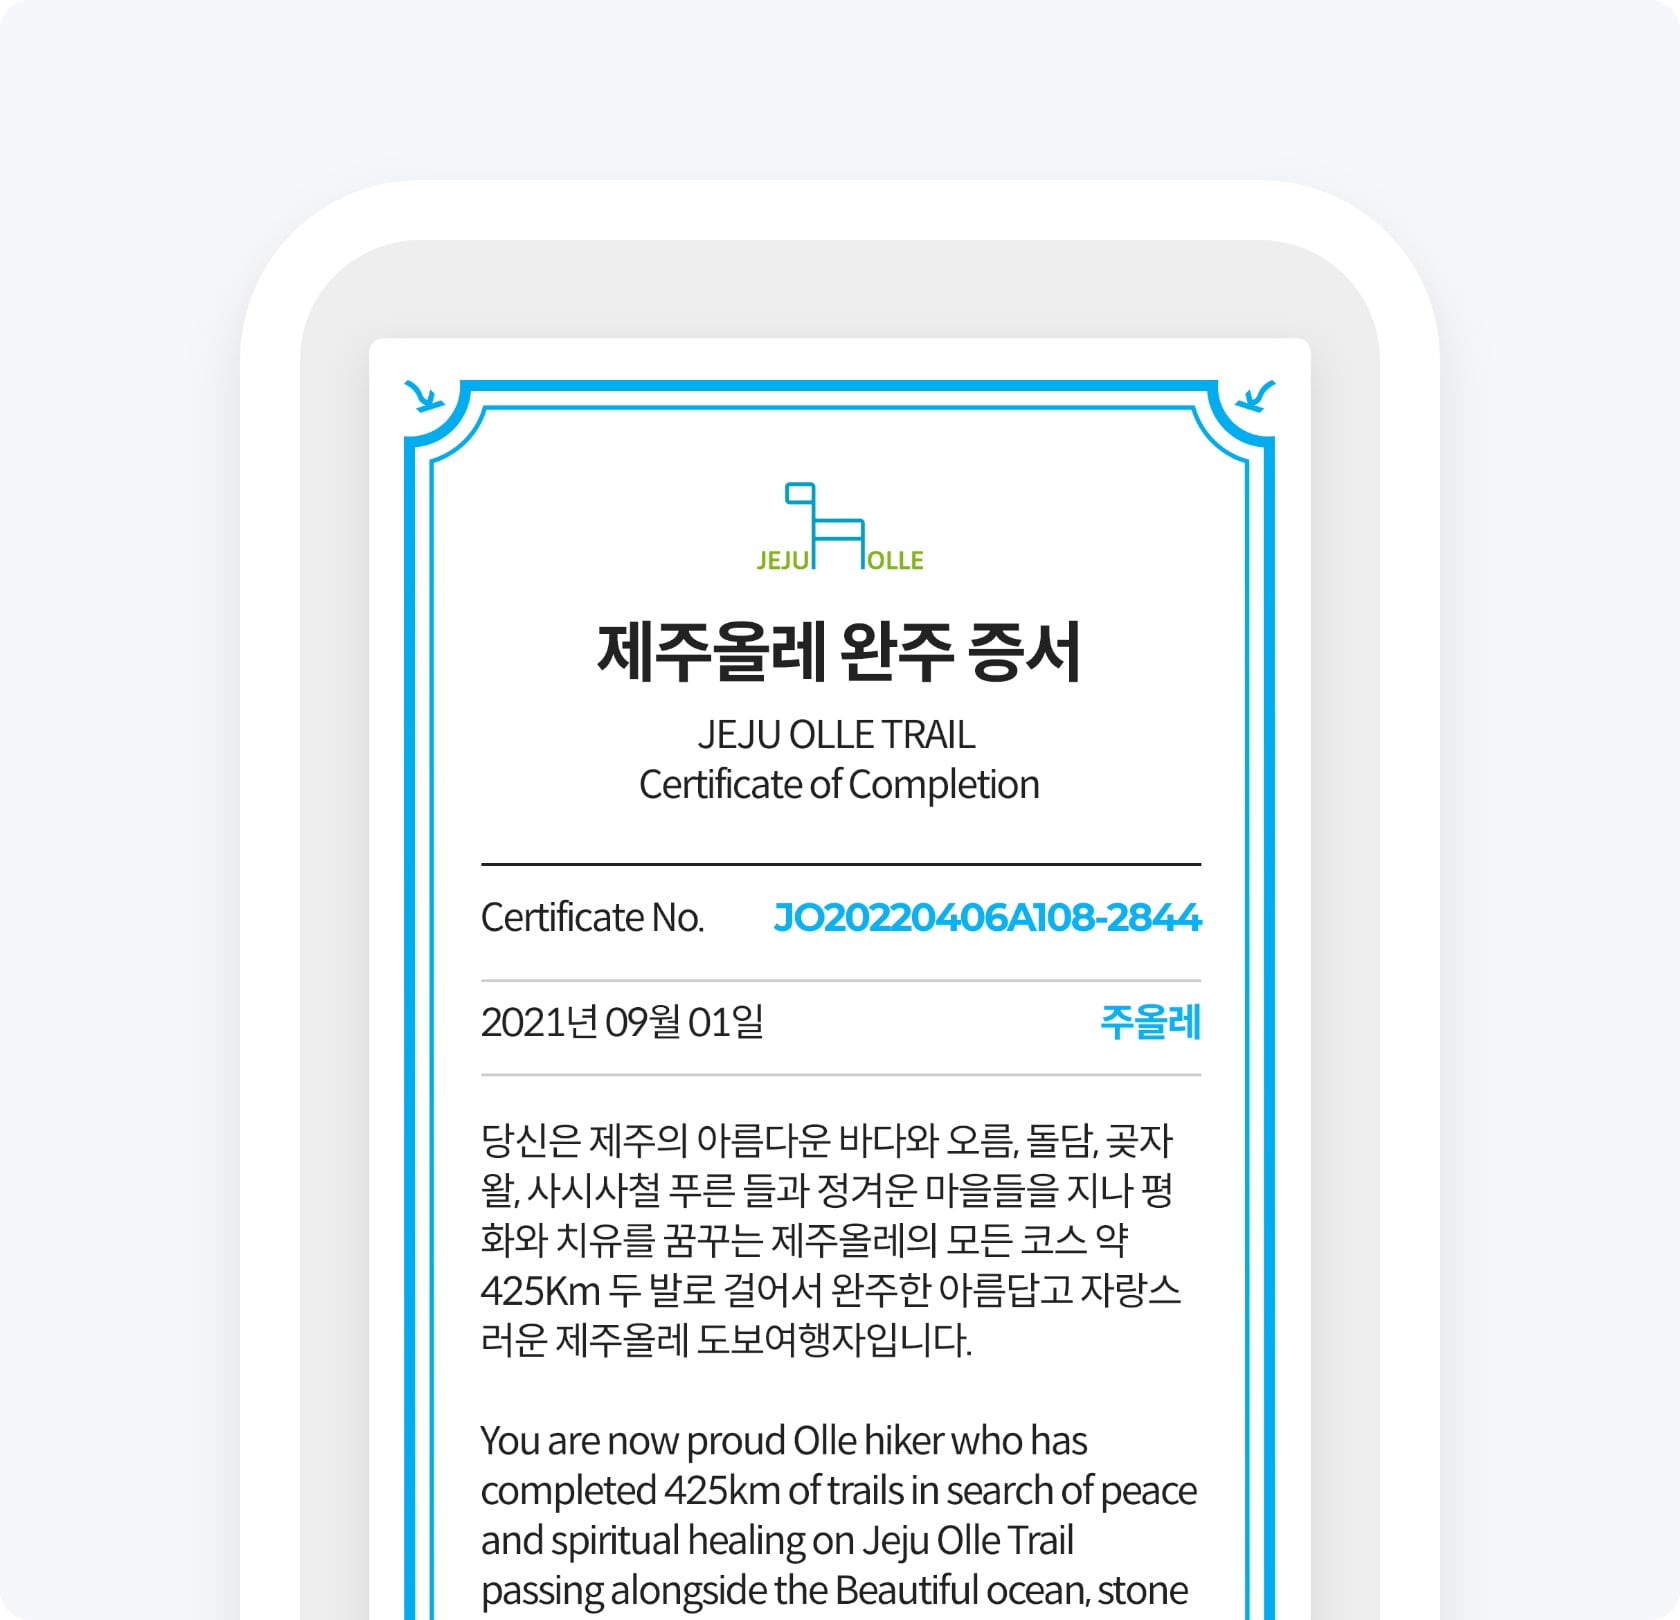 JEJU OLLE
제주올레 완주 증서
JEJU OLLE TRAIL
Certificate of Completion
Certificate No. JO20220406A108-2844
2021년 09월 01일 주올레
당신은 제주의 아름다운 바다와 오름, 돌담, 곶자
왈, 사시사철 푸른 들과 정겨운 마을들을 지나 평
화와 치유를 꿈꾸는 제주올레의 모든 코스 약
425Km 두 발로 걸어서 완주한 아름답고 자랑스
러운 제주올레 도보여행자입니다.
You are now proud Olle hiker who has
completed 425km of trails in search of peace
and spiritual healing on Jeju Olle Trail
passing alongside the Beautiful ocean, stone